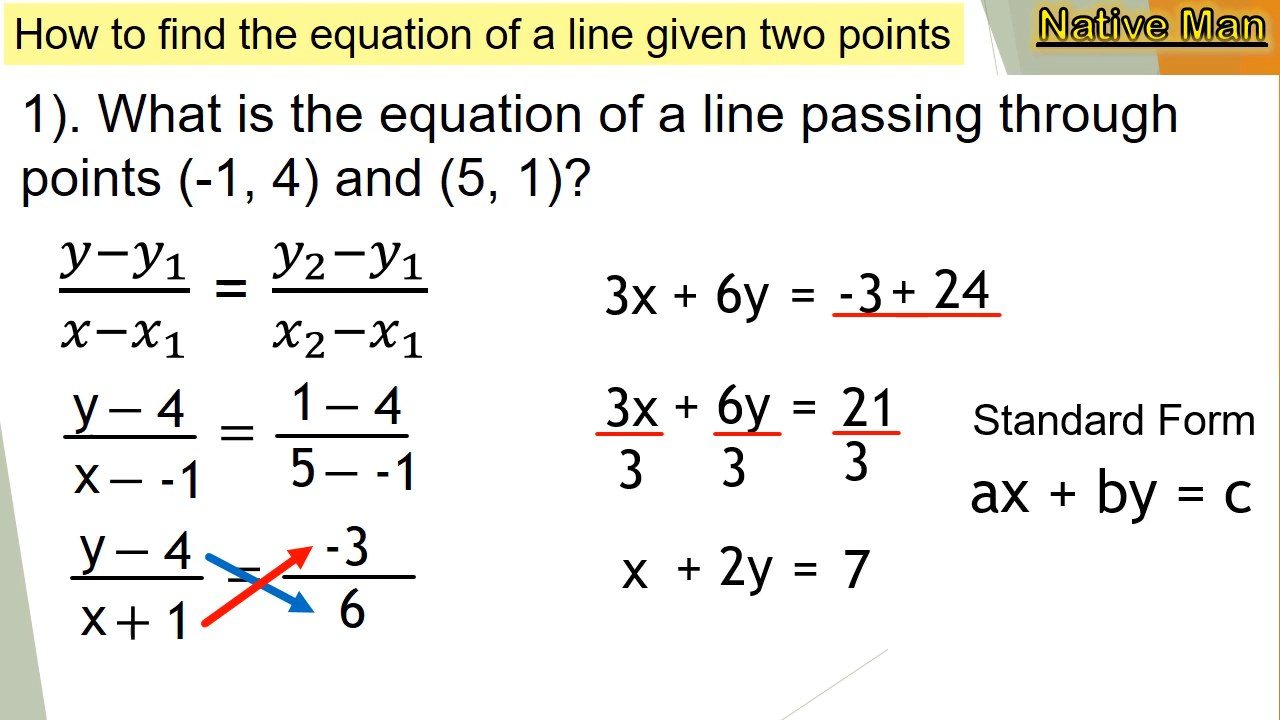 How to find the equation of a line given two points
Native Man
1). What is the equation of a line passing through
points (-1, 4) and (5, 1)?
y−y₁ / x−x₁ = y₂−y₁ / x₂−x₁
y − 4 / x − -1 = 1 − 4 / 5 − -1
y − 4 / x + 1 = -3 / 6
3x + 6y = -3 + 24
3x/3 + 6y/3 = 21/3
x + 2y = 7
Standard Form
ax + by = c